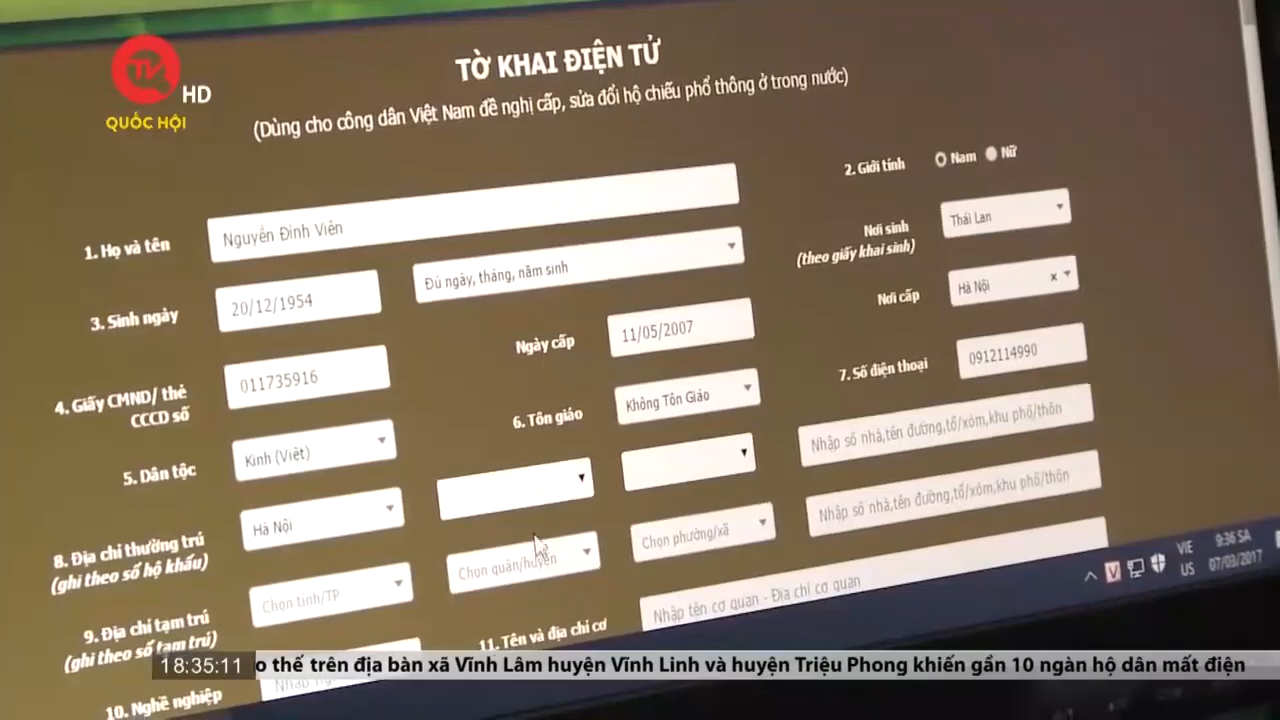 TV
HD
QUỐC HỘI
TỜ KHAI ĐIỆN TỬ
(Dùng cho công dân Việt Nam đề nghị cấp, sửa đổi hộ chiếu phổ thông ở trong nước)
1. Họ và tên
Nguyễn Đình Viên
2. Giới tính
Nam
Nữ
3. Sinh ngày
20/12/1954
Đủ ngày, tháng, năm sinh
Nơi sinh
(theo giấy khai sinh)
Thái Lan
4. Giấy CMND/ thẻ
CCCD số
011735916
Ngày cấp
11/05/2007
Nơi cấp
Hà Nội
×
5. Dân tộc
Kinh (Việt)
6. Tôn giáo
Không Tôn Giáo
7. Số điện thoại
0912114990
8. Địa chỉ thường trú
(ghi theo sổ hộ khẩu)
Hà Nội
Nhập số nhà,tên đường,tổ/xóm,khu phố/thôn
9. Địa chỉ tạm trú
(ghi theo sổ tạm trú)
Chọn tỉnh/TP
Chọn quận/huyện
Chọn phường/xã
Nhập số nhà,tên đường,tổ/xóm,khu phố/thôn
10. Nghề nghiệp
11. Tên và địa chỉ cơ
Nhập tên cơ quan - Địa chỉ cơ quan
V
VIE
US
9:36 SA
07/03/2017
18:35:11
o thế trên địa bàn xã Vĩnh Lâm huyện Vĩnh Linh và huyện Triệu Phong khiến gần 10 ngàn hộ dân mất điện